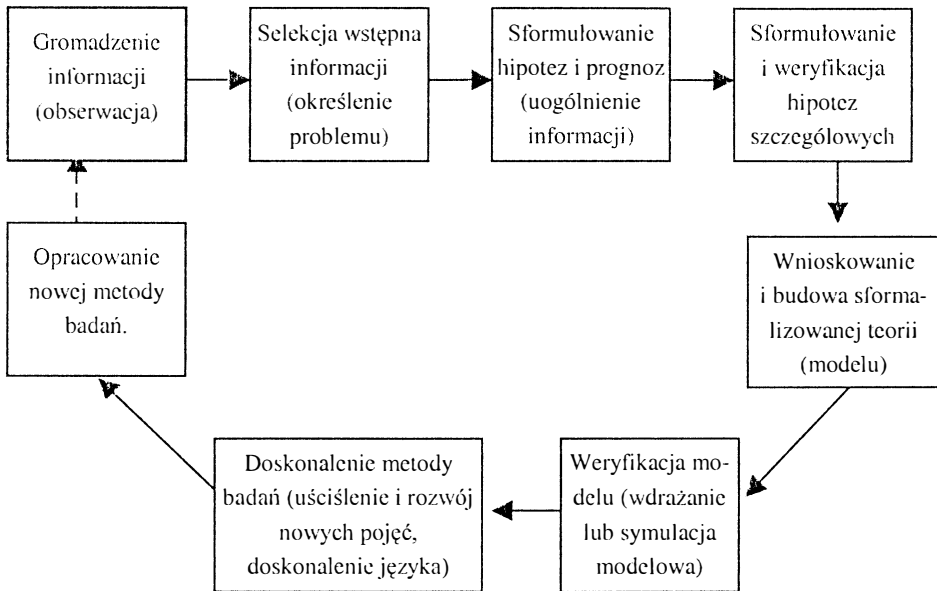 Gromadzenie
informacji
(obserwacja)
Selekcja wstępna
informacji
(określenie
problemu)
Sformułowanie
hipotez i prognoz
(uogólnienie
informacji)
Sformułowanie
i weryfikacja
hipotez
szczegółowych
Wnioskowanie
i budowa sforma-
lizowanej teorii
(modelu)
Weryfikacja mo-
delu (wdrażanie
lub symulacja
modelowa)
Doskonalenie metody
badań (uściślenie i rozwój
nowych pojęć,
doskonalenie języka)
Opracowanie
nowej metody
badań.